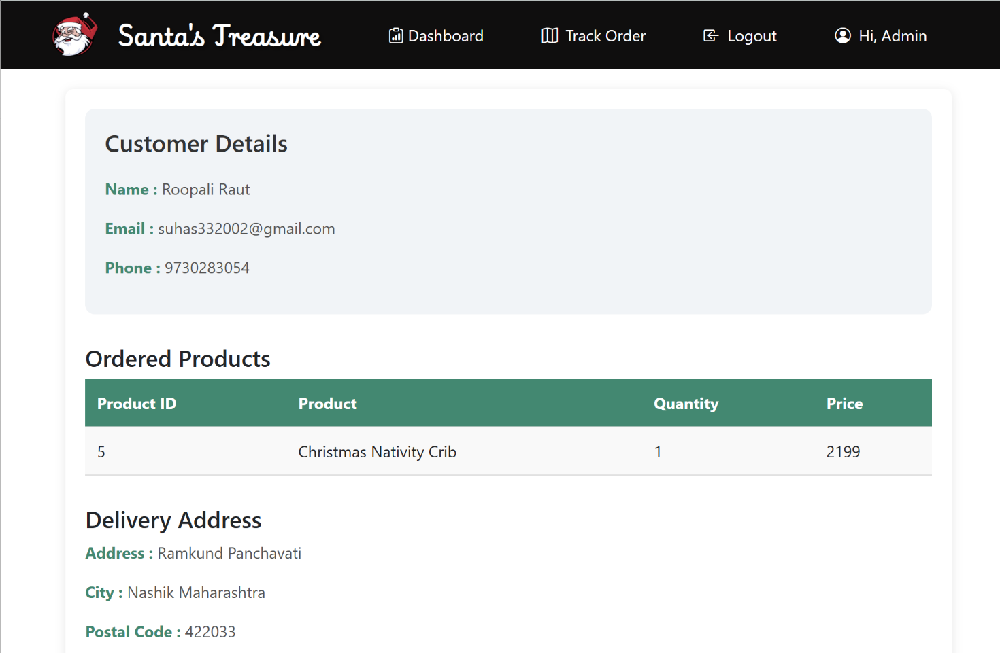 Santa's Treasure
Dashboard
Track Order
Logout
Hi, Admin
Customer Details
Name : Roopali Raut
Email : suhas332002@gmail.com
Phone : 9730283054
Ordered Products
Product ID Product Quantity Price
5 Christmas Nativity Crib 1 2199
Delivery Address
Address : Ramkund Panchavati
City : Nashik Maharashtra
Postal Code : 422033